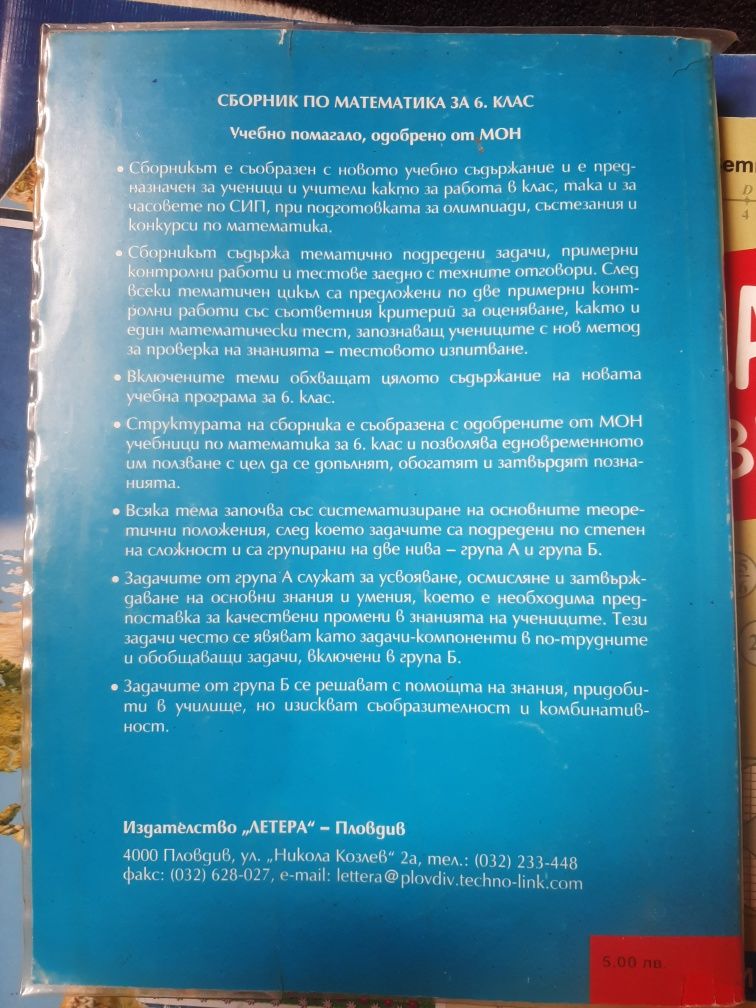 СБОРНИК ПО МАТЕМАТИКА ЗА 6. КЛАС
Учебно помагало, одобрено от МОН
• Сборникът е съобразен с новото учебно съдържание и е пред-
назначен за ученици и учители както за работа в клас, така и за
часовете по СИП, при подготовката за олимпиади, състезания и
конкурси по математика.
• Сборникът съдържа тематично подредени задачи, примерни
контролни работи и тестове заедно с техните отговори. След
всеки тематичен цикъл са предложени по две примерни конт-
ролни работи със съответния критерий за оценяване, както и
един математически тест, запознаващ учениците с нов метод
за проверка на знанията – тестовото изпитване.
• Включените теми обхващат цялото съдържание на новата
учебна програма за 6. клас.
• Структурата на сборника е съобразена с одобрените от МОН
учебници по математика за 6. клас и позволява едновременното
им ползване с цел да се допълнят, обогатят и затвърдят позна-
нията.
• Всяка тема започва със систематизиране на основните теоре-
тични положения, след което задачите са подредени по степен
на сложност и са групирани на две нива – група А и група Б.
• Задачите от група А служат за усвояване, осмисляне и затвърж-
даване на основни знания и умения, което е необходима пред-
поставка за качествени промени в знанията на учениците. Тези
задачи често се явяват като задачи-компоненти в по-трудните
и обобщаващи задачи, включени в група Б.
• Задачите от група Б се решават с помощта на знания, придоби-
ти в училище, но изискват съобразителност и комбинатив-
ност.
Издателство „ЛЕТЕРА“ – Пловдив
4000 Пловдив, ул. „Никола Козлев“ 2а, тел.: (032) 233-448
факс: (032) 628-027, e-mail: lettera@plovdiv.techno-link.com
5.00 лв.